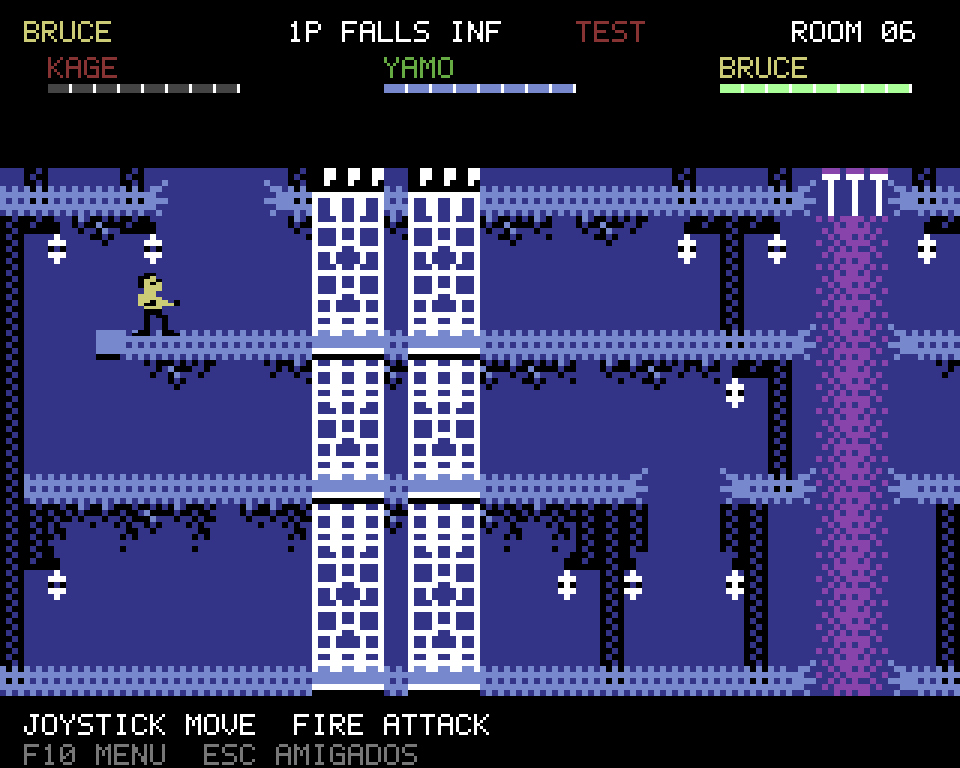 BRUCE 1P FALLS INF TEST ROOM 06
KAGE YAMO BRUCE
JOYSTICK MOVE FIRE ATTACK
F10 MENU ESC AMIGADOS